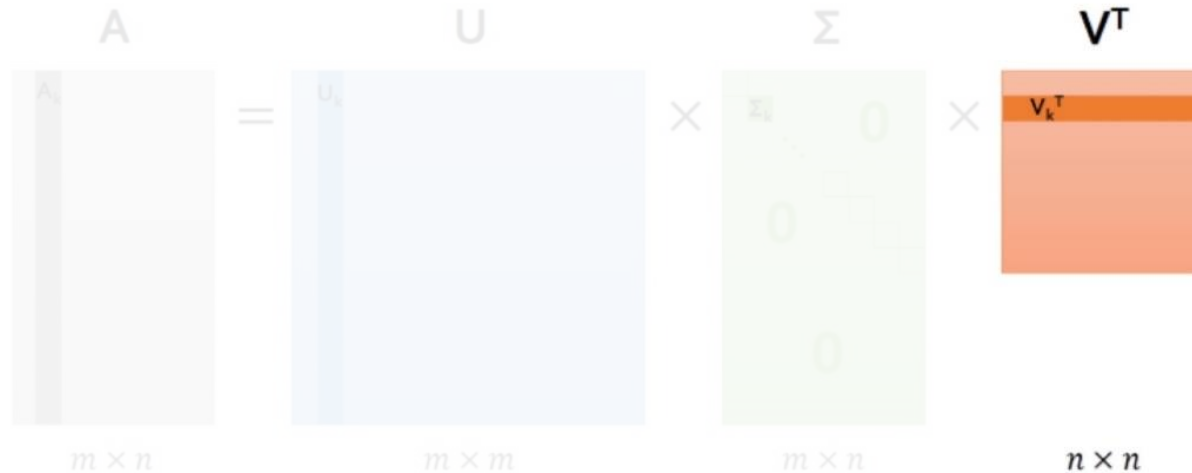 A U Σ V^T
A_k = U_k × Σ_k 0 × V_k^T
0
0
m × n m × m m × n n × n